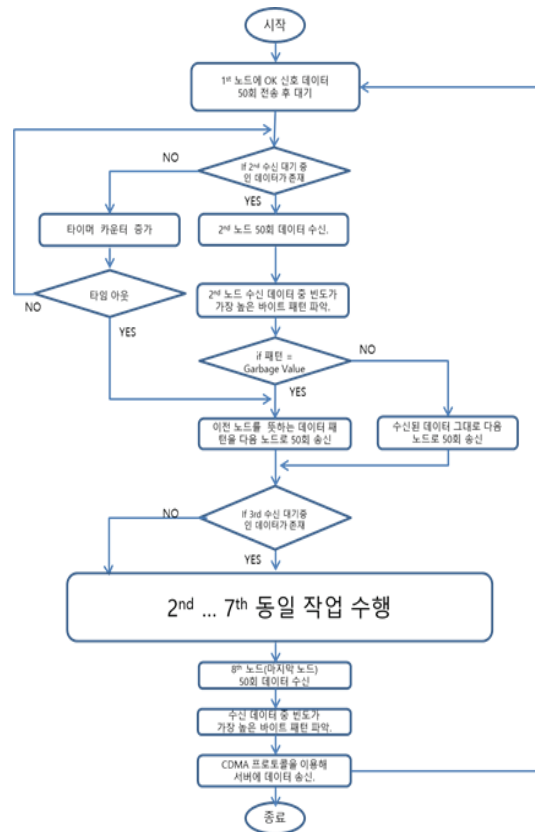 시작
1st 노드에 OK 신호 데이터
50회 전송 후 대기
NO
If 2nd 수신 대기 중
인 데이터가 존재
YES
타이머 카운터 증가
2nd 노드 50회 데이터 수신.
타임 아웃
NO
YES
2nd 노드 수신 데이터 중 빈도가
가장 높은 바이트 패턴 파악.
if 패턴 =
Garbage Value
NO
YES
이전 노드를 뜻하는 데이터 패
턴을 다음 노드로 50회 송신
수신된 데이터 그대로 다음
노드로 50회 송신
If 3rd 수신 대기중
인 데이터가 존재
NO
YES
2nd ... 7th 동일 작업 수행
8th 노드(마지막 노드)
50회 데이터 수신
수신 데이터 중 빈도가
가장 높은 바이트 패턴 파악.
CDMA 프로토콜을 이용해
서버에 데이터 송신.
종료